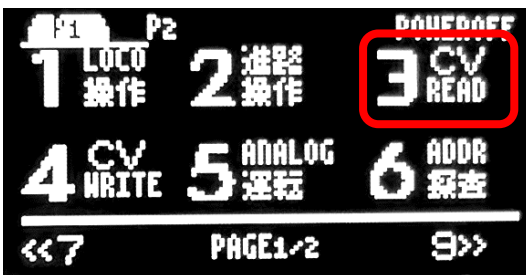 P1 P2 POWEROFF
1 LOCO 操作 2 進路 操作 3 CV READ
4 CV WRITE 5 ANALOG 運転 6 ADDR 探査
<<7 PAGE1/2 9>>